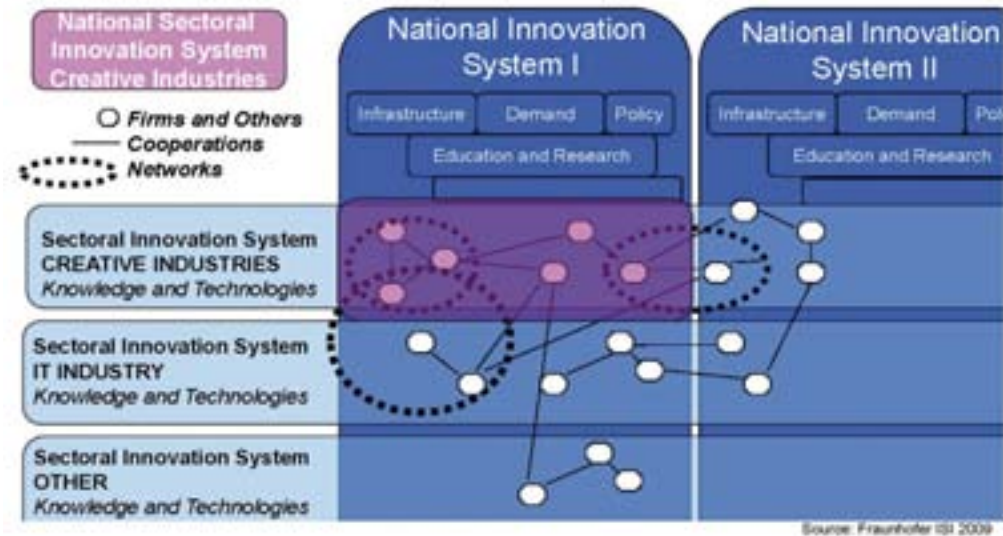 National Sectoral
Innovation System
Creative Industries
Firms and Others
Cooperations
Networks
National Innovation
System I
Infrastructure
Demand
Policy
Education and Research
National Innovation
System II
Infrastructure
Demand
Pol
Education and Research
Sectoral Innovation System
CREATIVE INDUSTRIES
Knowledge and Technologies
Sectoral Innovation System
IT INDUSTRY
Knowledge and Technologies
Sectoral Innovation System
OTHER
Knowledge and Technologies
Source: Fraunhofer ISI 2009